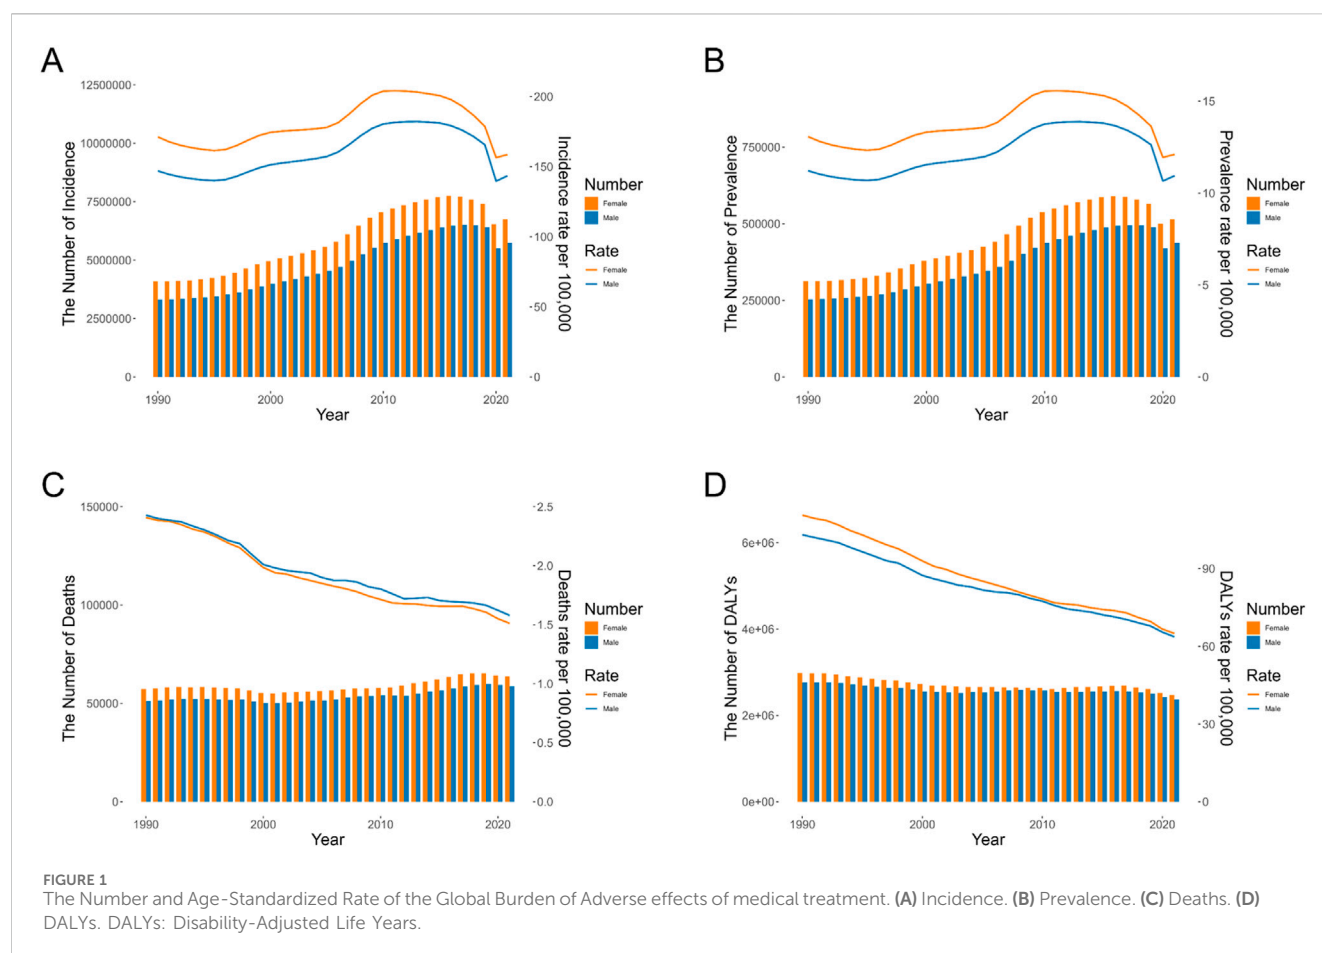 A
The Number of Incidence
12500000-
10000000-
7500000-
5000000-
2500000-
0-
1990
2000
2010
2020
Year
-200
-150
-100
-50
-0
Incidence rate per 100,000
Number
Female
Male
Rate
Female
Male
B
The Number of Prevalence
750000-
500000-
250000-
0-
1990
2000
2010
2020
Year
-15
-10
-5
-0
Prevalence rate per 100,000
Number
Female
Male
Rate
Female
Male
C
The Number of Deaths
150000-
100000-
50000-
0-
1990
2000
2010
2020
Year
-2.5
-2.0
-1.5
-1.0
-0.5
-0.0
Deaths rate per 100,000
Number
Female
Male
Rate
Female
Male
D
The Number of DALYs
6e+06-
4e+06-
2e+06-
0e+00-
1990
2000
2010
2020
Year
-90
-60
-30
-0
DALYs rate per 100,000
Number
Female
Male
Rate
Female
Male
FIGURE 1
The Number and Age-Standardized Rate of the Global Burden of Adverse effects of medical treatment. (A) Incidence. (B) Prevalence. (C) Deaths. (D)
DALYs. DALYs: Disability-Adjusted Life Years.